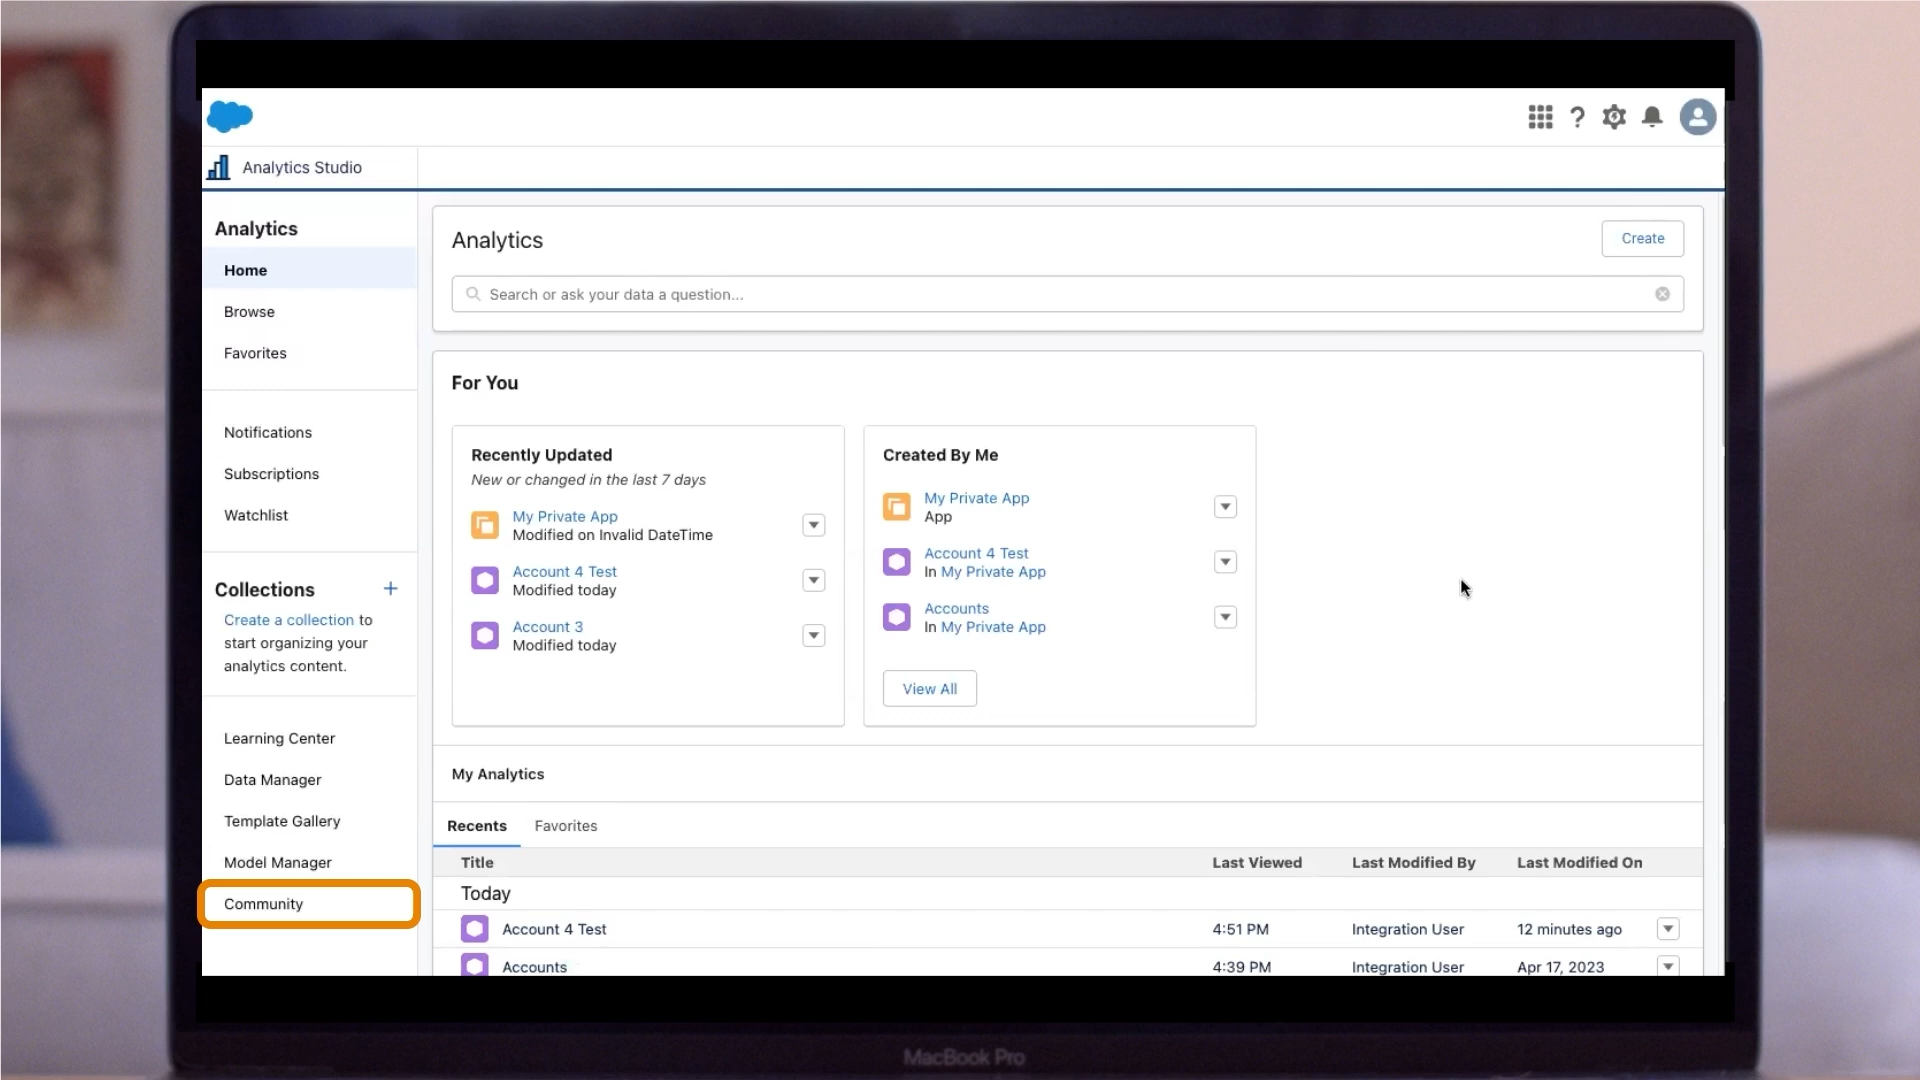 Analytics Studio
Analytics
Home
Browse
Favorites
Notifications
Subscriptions
Watchlist
Collections
Create a collection to
start organizing your
analytics content.
Learning Center
Data Manager
Template Gallery
Model Manager
Community
Analytics
Create
Search or ask your data a question...
For You
Recently Updated
New or changed in the last 7 days
My Private App
Modified on Invalid DateTime
Account 4 Test
Modified today
Account 3
Modified today
Created By Me
My Private App
App
Account 4 Test
In My Private App
Accounts
In My Private App
View All
My Analytics
Recents Favorites
Title Last Viewed Last Modified By Last Modified On
Today
Account 4 Test 4:51 PM Integration User 12 minutes ago
Accounts 4:39 PM Integration User Apr 17, 2023
MacBook Pro